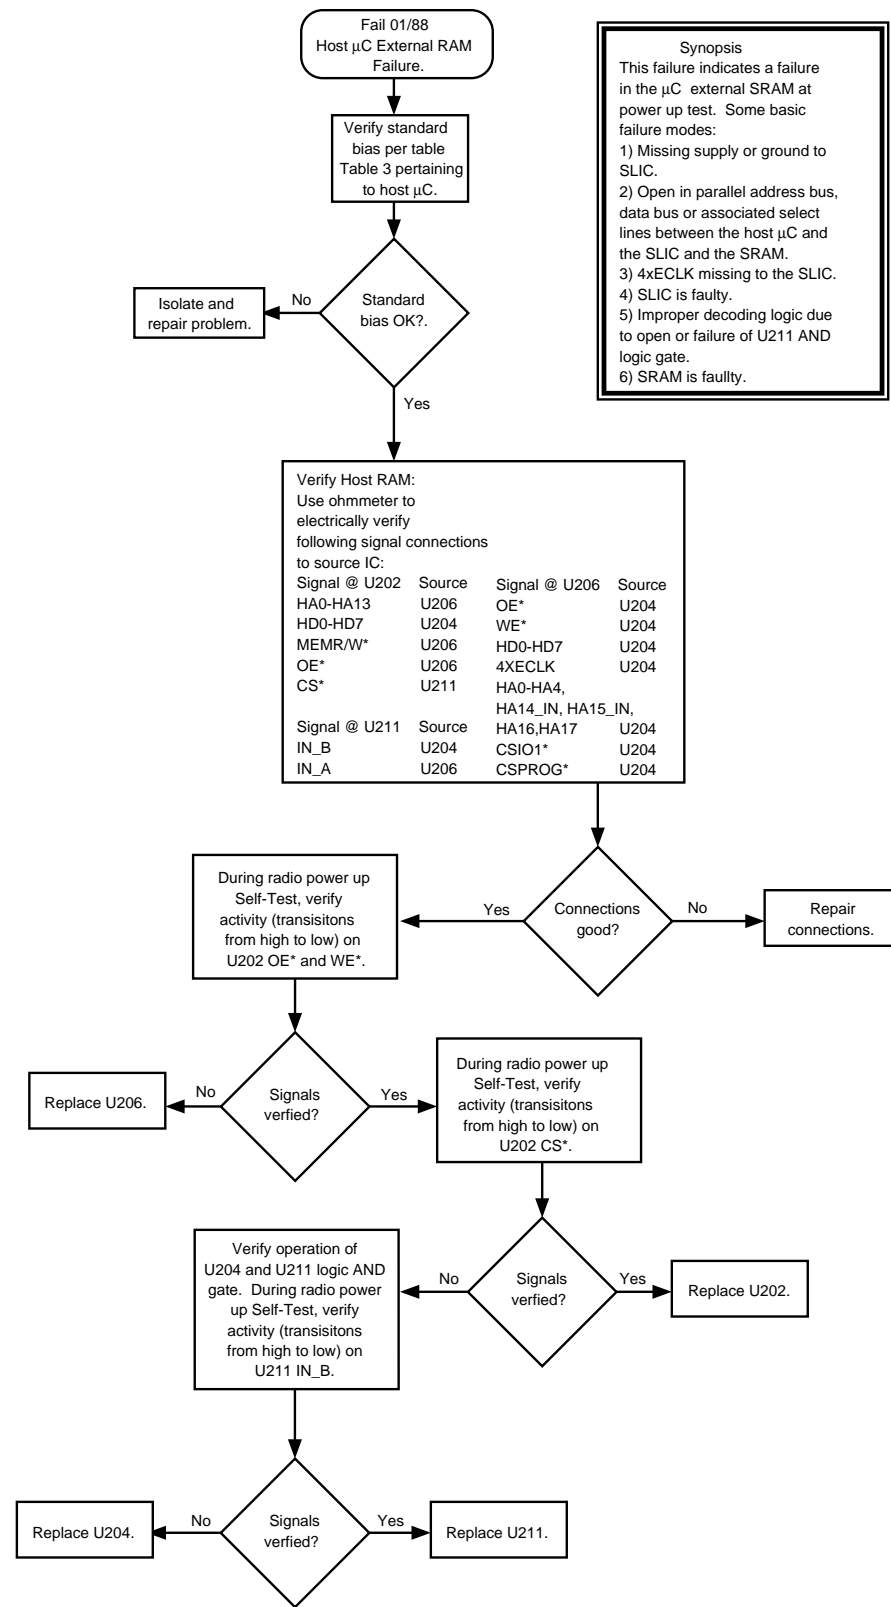 Fail 01/88
Host μC External RAM
Failure.
Synopsis
This failure indicates a failure
in the μC  external SRAM at
power up test.  Some basic
failure modes:
1) Missing supply or ground to
SLIC.
2) Open in parallel address bus,
data bus or associated select
lines between the host μC and
the SLIC and the SRAM.
3) 4xECLK missing to the SLIC.
4) SLIC is faulty.
5) Improper decoding logic due
to open or failure of U211 AND
logic gate.
6) SRAM is faullty.
Verify standard
bias per table
Table 3 pertaining
to host μC.
Standard
bias OK?.
No
Isolate and
repair problem.
Yes
Verify Host RAM:
Use ohmmeter to
electrically verify
following signal connections
to source IC:
Signal @ U202 Source
HA0-HA13 U206
HD0-HD7 U204
MEMR/W* U206
OE* U206
CS* U211
Signal @ U211 Source
IN_B U204
IN_A U206
Signal @ U206 Source
OE* U204
WE* U204
HD0-HD7 U204
4XECLK U204
HA0-HA4,
HA14_IN, HA15_IN,
HA16,HA17 U204
CSIO1* U204
CSPROG* U204
Connections
good?
No
Repair
connections.
Yes
During radio power up
Self-Test, verify
activity (transisitons
from high to low) on
U202 OE* and WE*.
Signals
verfied?
No
Replace U206.
Yes
During radio power up
Self-Test, verify
activity (transisitons
from high to low) on
U202 CS*.
Signals
verfied?
Yes
Replace U202.
No
Verify operation of
U204 and U211 logic AND
gate.  During radio power
up Self-Test, verify
activity (transisitons
from high to low) on
U211 IN_B.
Signals
verfied?
No
Replace U204.
Yes
Replace U211.